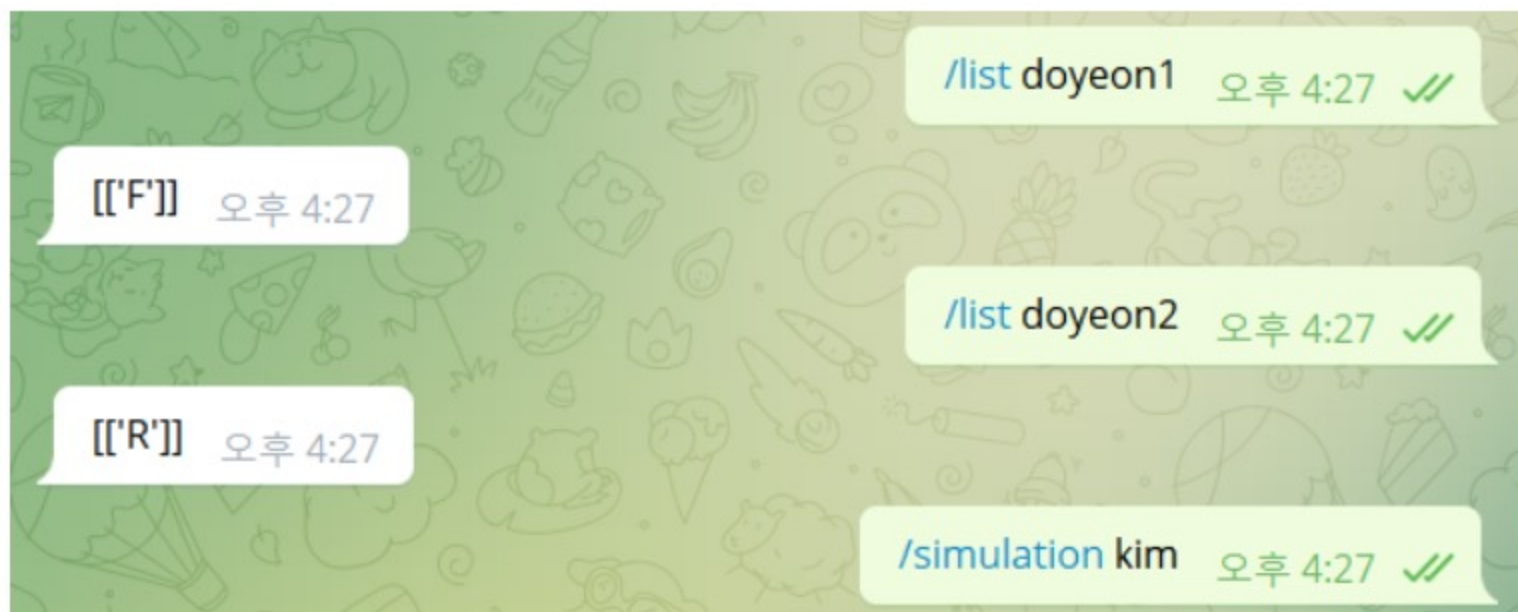 /list doyeon1 오후 4:27
[['F']] 오후 4:27
/list doyeon2 오후 4:27
[['R']] 오후 4:27
/simulation kim 오후 4:27